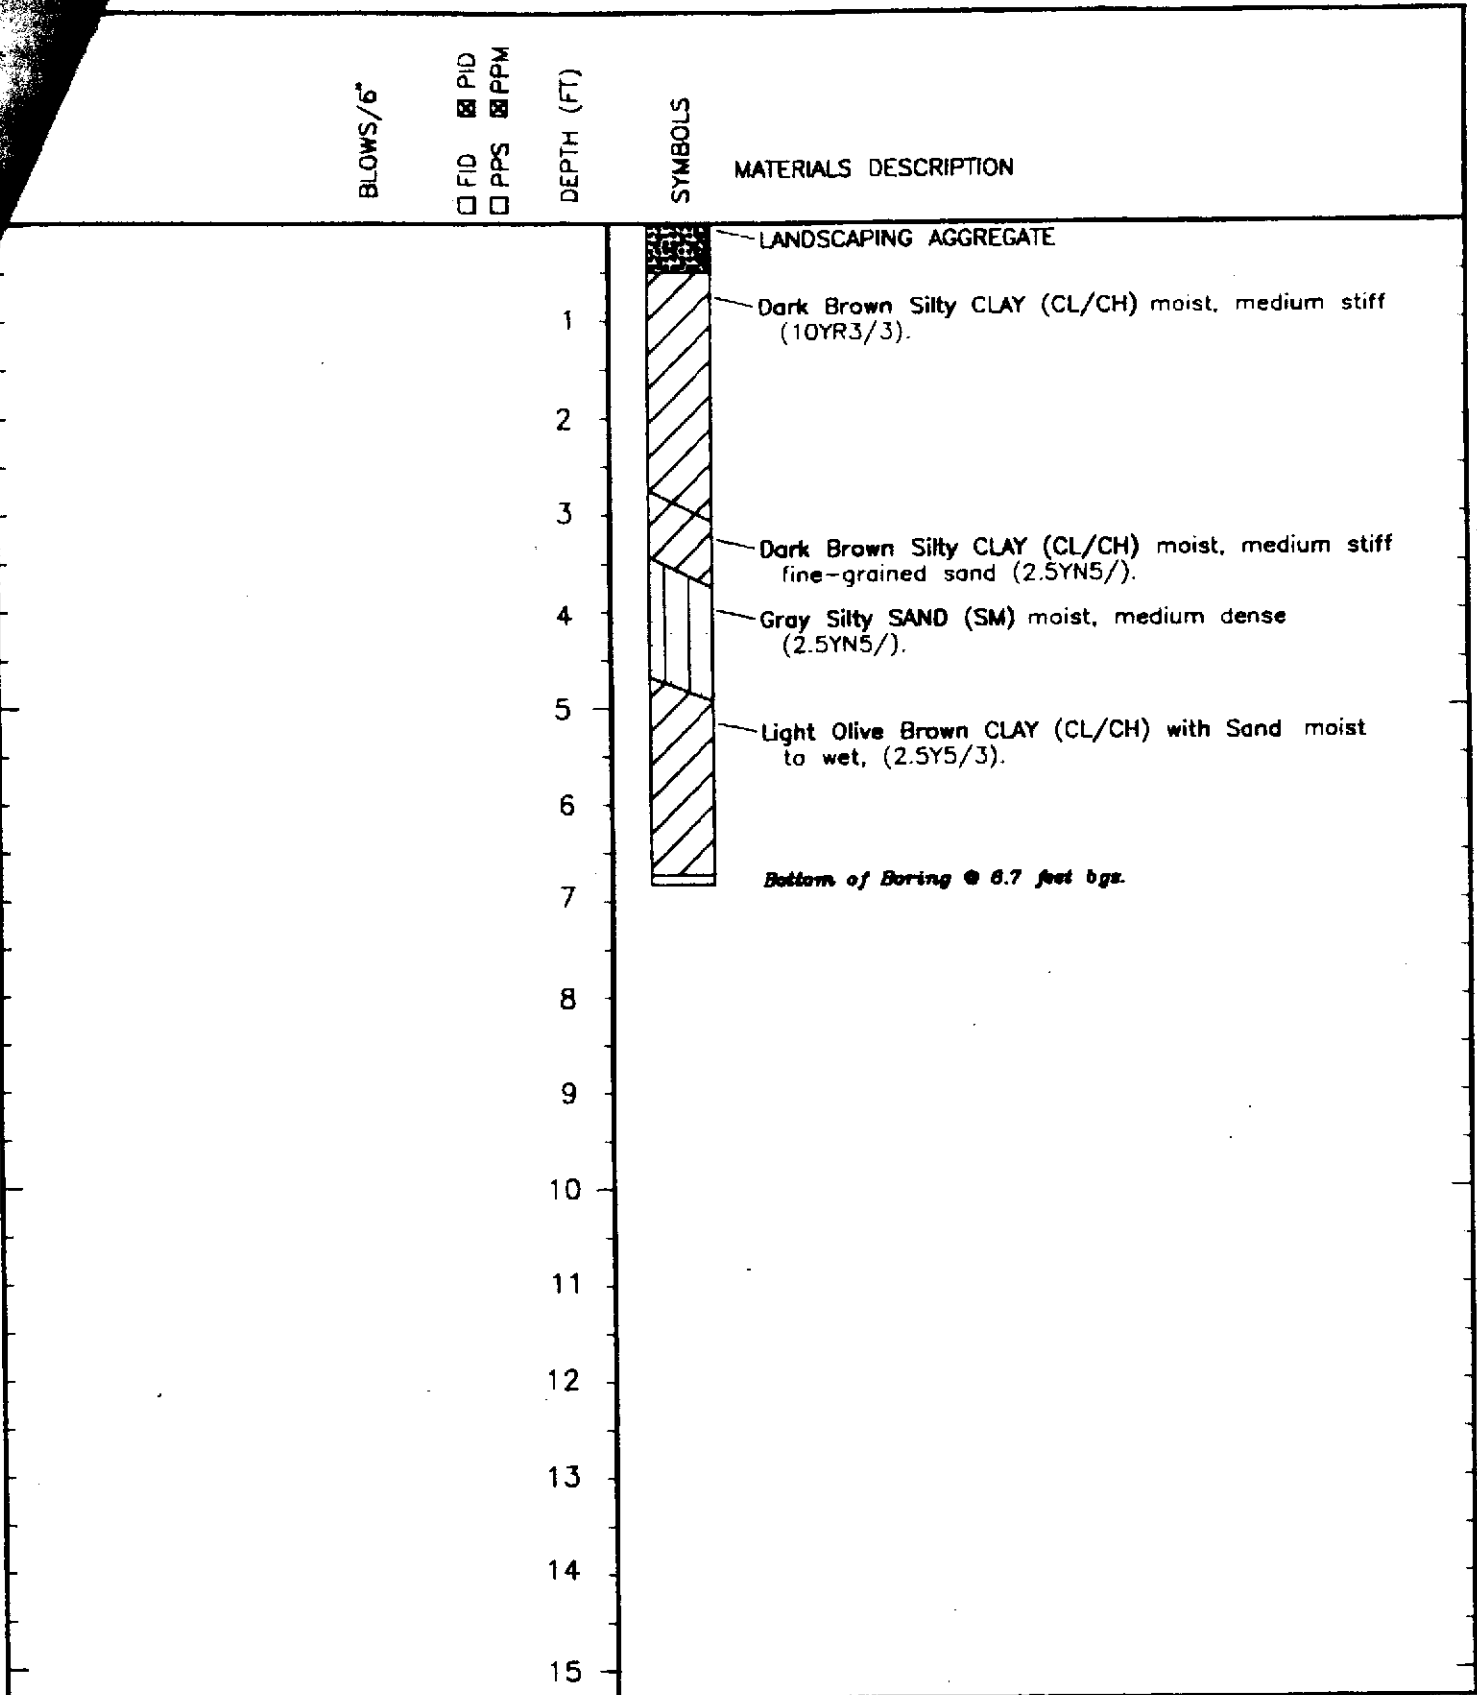 BLOWS/6"
☐ FID ☒ PID
☐ PPS ☒ PPM
DEPTH (FT)
SYMBOLS
MATERIALS DESCRIPTION
LANDSCAPING AGGREGATE
1
Dark Brown Silty CLAY (CL/CH) moist, medium stiff
(10YR3/3).
2
3
Dark Brown Silty CLAY (CL/CH) moist, medium stiff
fine-grained sand (2.5YN5/).
4
Gray Silty SAND (SM) moist, medium dense
(2.5YN5/).
5
Light Olive Brown CLAY (CL/CH) with Sand moist
to wet, (2.5Y5/3).
6
Bottom of Boring @ 6.7 feet bgs.
7
8
9
10
11
12
13
14
15